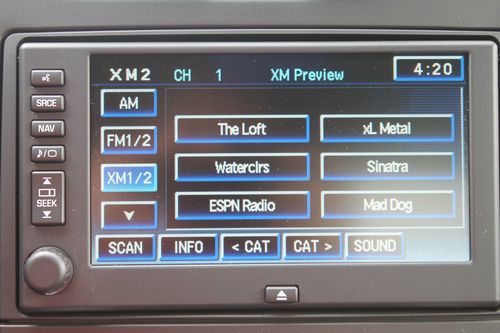 XM2 CH 1 XM Preview 4:20
SRCE
AM
NAV
FM1/2
The Loft xL Metal
XM1/2
Waterclrs Sinatra
SEEK
ESPN Radio Mad Dog
SCAN INFO < CAT CAT > SOUND